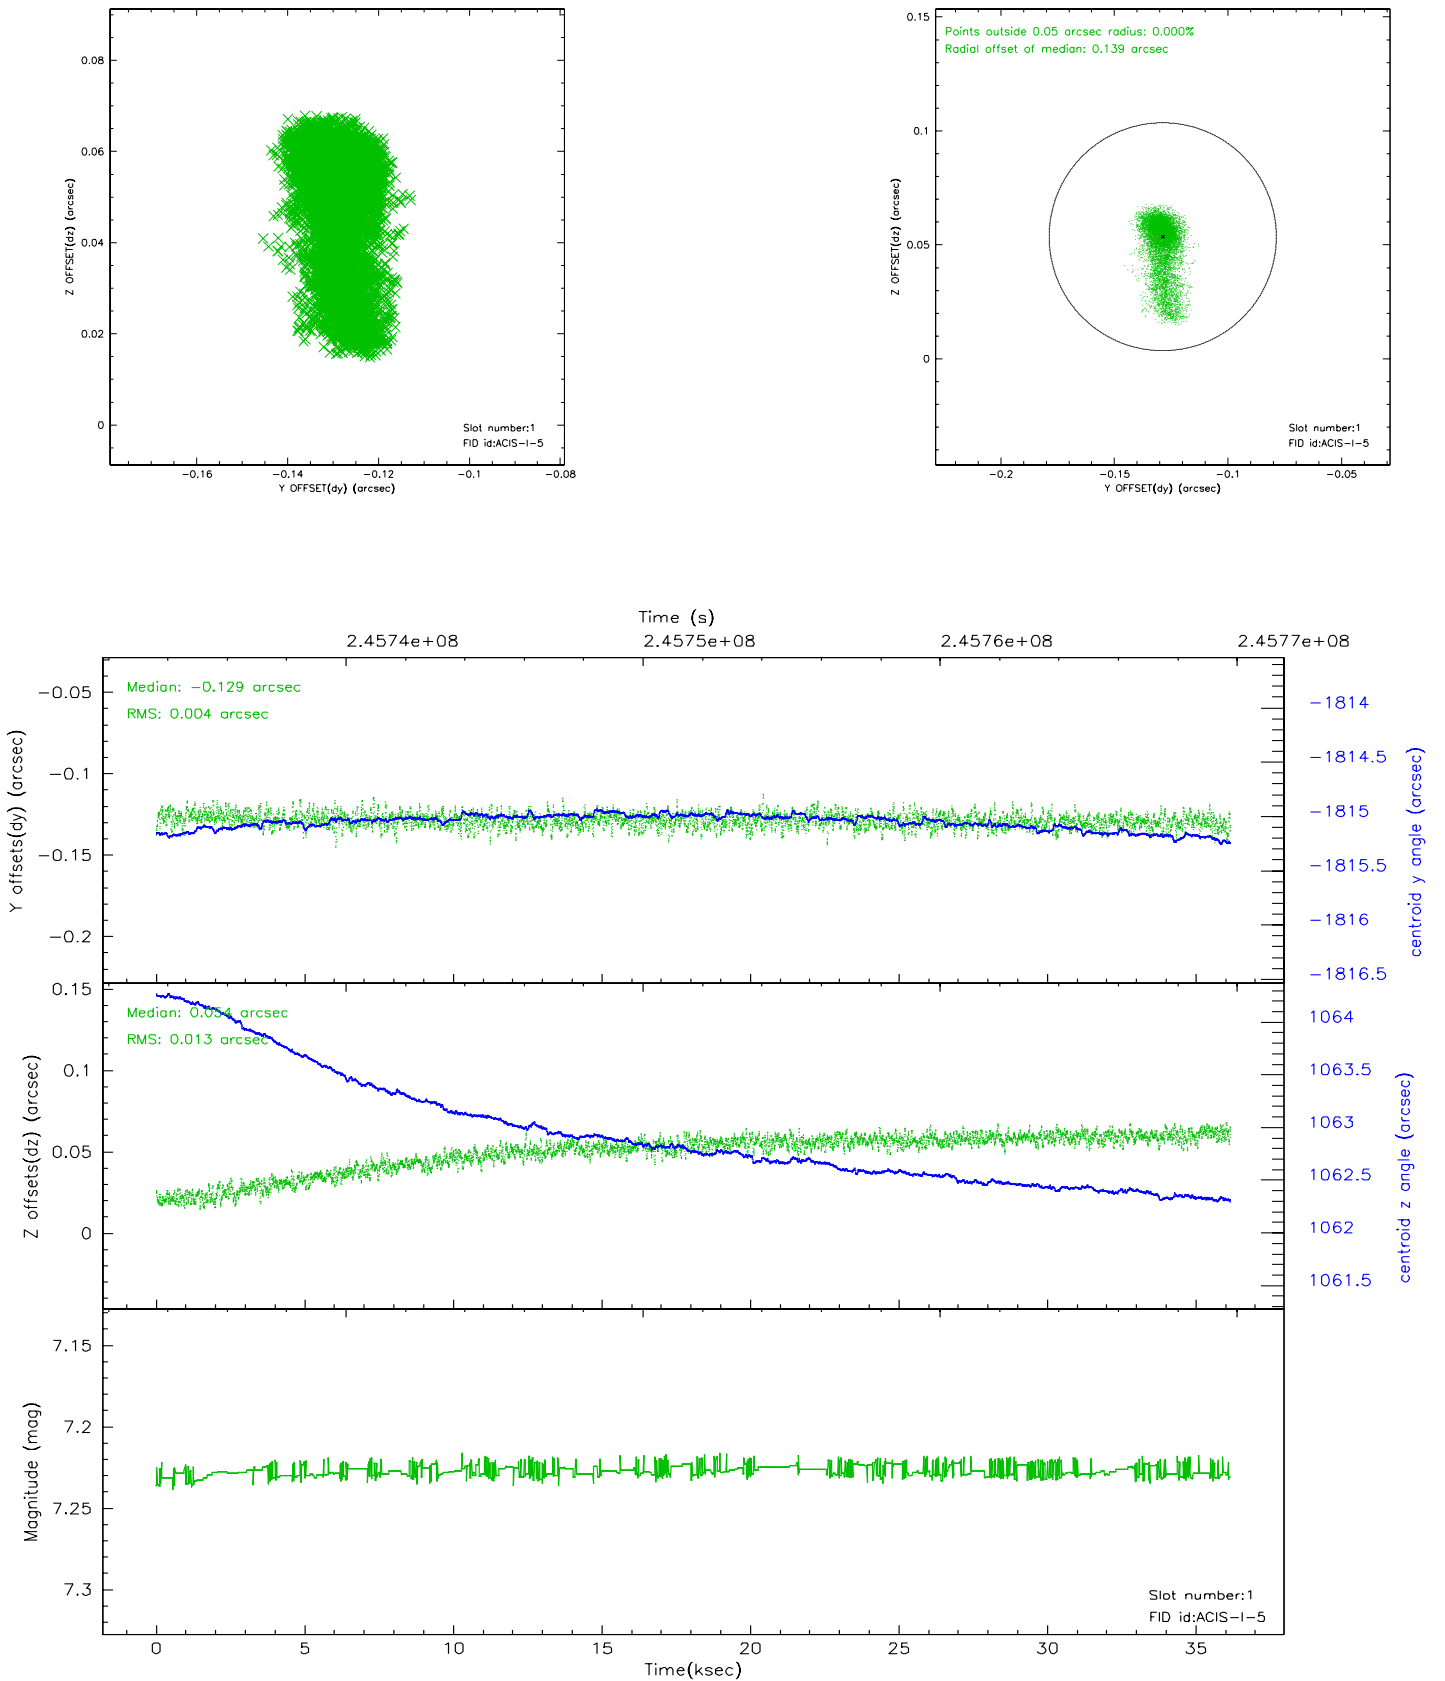 0.08
0.06
0.04
0.02
0
Z OFFSET(dz) (arcsec)
−0.16 −0.14 −0.12 −0.1 −0.08
Y OFFSET(dy) (arcsec)
Slot number:1
FID id:ACIS−I−5
Points outside 0.05 arcsec radius: 0.000%
Radial offset of median: 0.139 arcsec
0.15
0.1
0.05
0
Z OFFSET(dz) (arcsec)
−0.2 −0.15 −0.1 −0.05
Y OFFSET(dy) (arcsec)
Slot number:1
FID id:ACIS−I−5
Time (s)
2.4574e+08 2.4575e+08 2.4576e+08 2.4577e+08
Median: −0.129 arcsec
RMS: 0.004 arcsec
−0.05
−0.1
−0.15
−0.2
Y offsets(dy) (arcsec)
−1814
−1814.5
−1815
−1815.5
−1816
−1816.5
centroid y angle (arcsec)
Median: 0.054 arcsec
RMS: 0.013 arcsec
0.15
0.1
0.05
0
Z offsets(dz) (arcsec)
1064
1063.5
1063
1062.5
1062
1061.5
centroid z angle (arcsec)
7.15
7.2
7.25
7.3
Magnitude (mag)
Slot number:1
FID id:ACIS−I−5
0 5 10 15 20 25 30 35
Time(ksec)